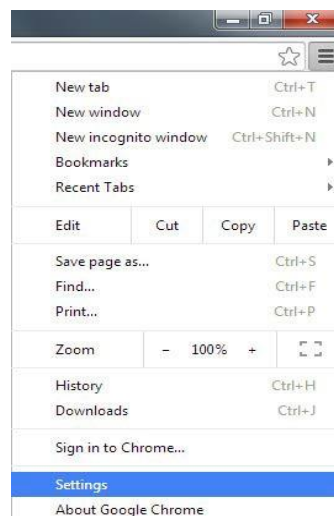 New tab Ctrl+T
New window Ctrl+N
New incognito window Ctrl+Shift+N
Bookmarks
Recent Tabs
Edit Cut Copy Paste
Save page as... Ctrl+S
Find... Ctrl+F
Print... Ctrl+P
Zoom - 100% +
History Ctrl+H
Downloads Ctrl+J
Sign in to Chrome...
Settings
About Google Chrome